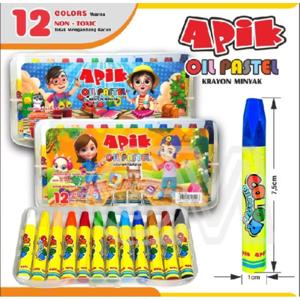 12 COLORS Warna
NON - TOXIC
Tidak Mengandung Racun
Apik
OIL PASTEL
KRAYON MINYAK
Apik
OIL PASTEL
Apik
OIL PASTEL
12
7,5cm
1cm